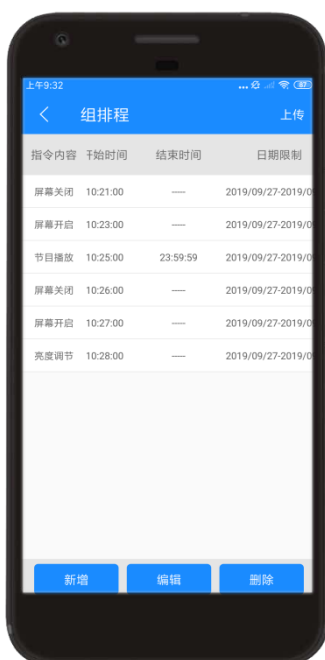 上午9:32 ... 87
组排程 上传
指令内容 开始时间 结束时间 日期限制
屏幕关闭 10:21:00 ---- 2019/09/27-2019/0
屏幕开启 10:23:00 ---- 2019/09/27-2019/0
节目播放 10:25:00 23:59:59 2019/09/27-2019/0
屏幕关闭 10:26:00 ---- 2019/09/27-2019/0
屏幕开启 10:27:00 ---- 2019/09/27-2019/0
亮度调节 10:28:00 ---- 2019/09/27-2019/0
新增 编辑 删除